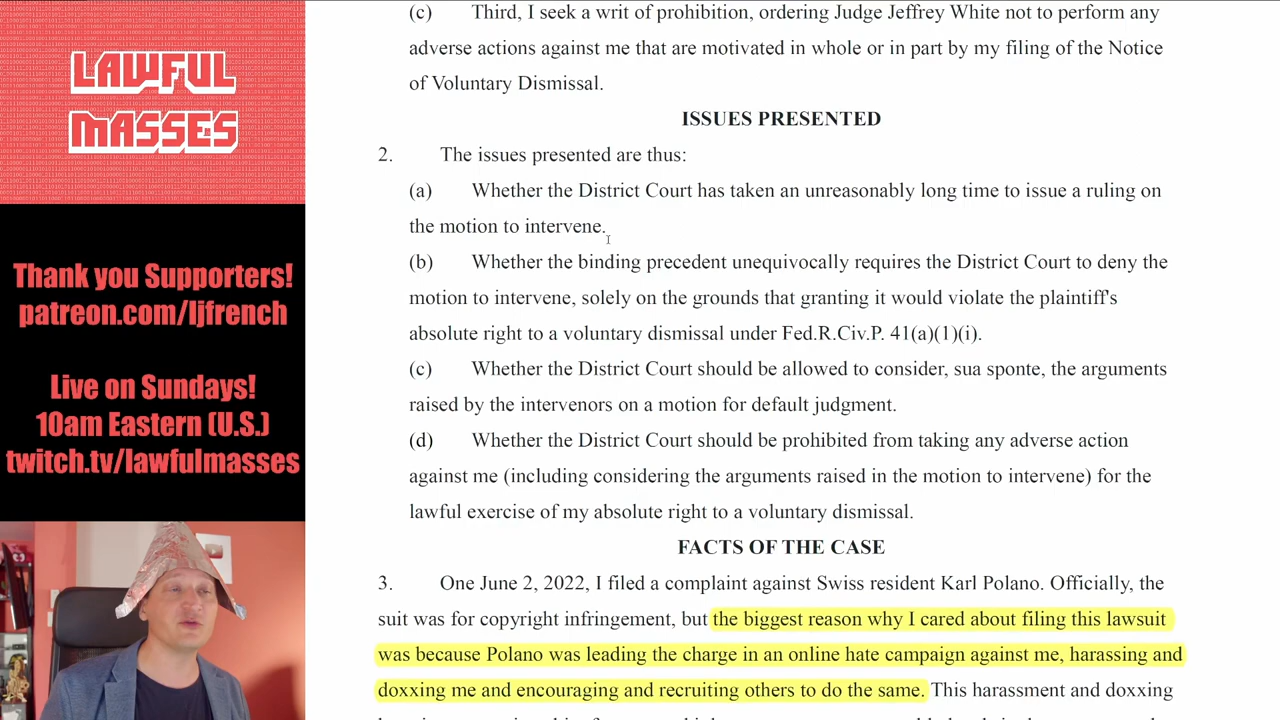 LAWFUL
MASSES
Thank you Supporters!
patreon.com/ljfrench
Live on Sundays!
10am Eastern (U.S.)
twitch.tv/lawfulmasses
(c) Third, I seek a writ of prohibition, ordering Judge Jeffrey White not to perform any
adverse actions against me that are motivated in whole or in part by my filing of the Notice
of Voluntary Dismissal.
ISSUES PRESENTED
2. The issues presented are thus:
(a) Whether the District Court has taken an unreasonably long time to issue a ruling on
the motion to intervene.
(b) Whether the binding precedent unequivocally requires the District Court to deny the
motion to intervene, solely on the grounds that granting it would violate the plaintiff's
absolute right to a voluntary dismissal under Fed.R.Civ.P. 41(a)(1)(i).
(c) Whether the District Court should be allowed to consider, sua sponte, the arguments
raised by the intervenors on a motion for default judgment.
(d) Whether the District Court should be prohibited from taking any adverse action
against me (including considering the arguments raised in the motion to intervene) for the
lawful exercise of my absolute right to a voluntary dismissal.
FACTS OF THE CASE
3. One June 2, 2022, I filed a complaint against Swiss resident Karl Polano. Officially, the
suit was for copyright infringement, but the biggest reason why I cared about filing this lawsuit
was because Polano was leading the charge in an online hate campaign against me, harassing and
doxxing me and encouraging and recruiting others to do the same. This harassment and doxxing